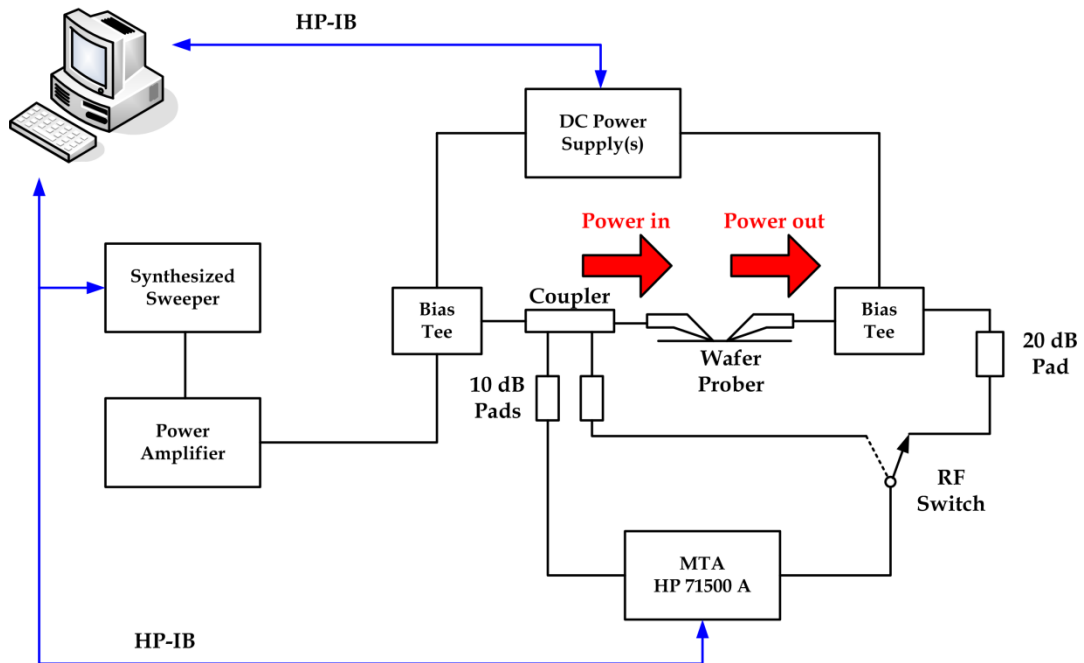 HP-IB
DC Power
Supply(s)
Power in
Power out
Synthesized
Sweeper
Bias
Tee
Coupler
Bias
Tee
20 dB
Pad
Wafer
Prober
10 dB
Pads
Power
Amplifier
RF
Switch
MTA
HP 71500 A
HP-IB